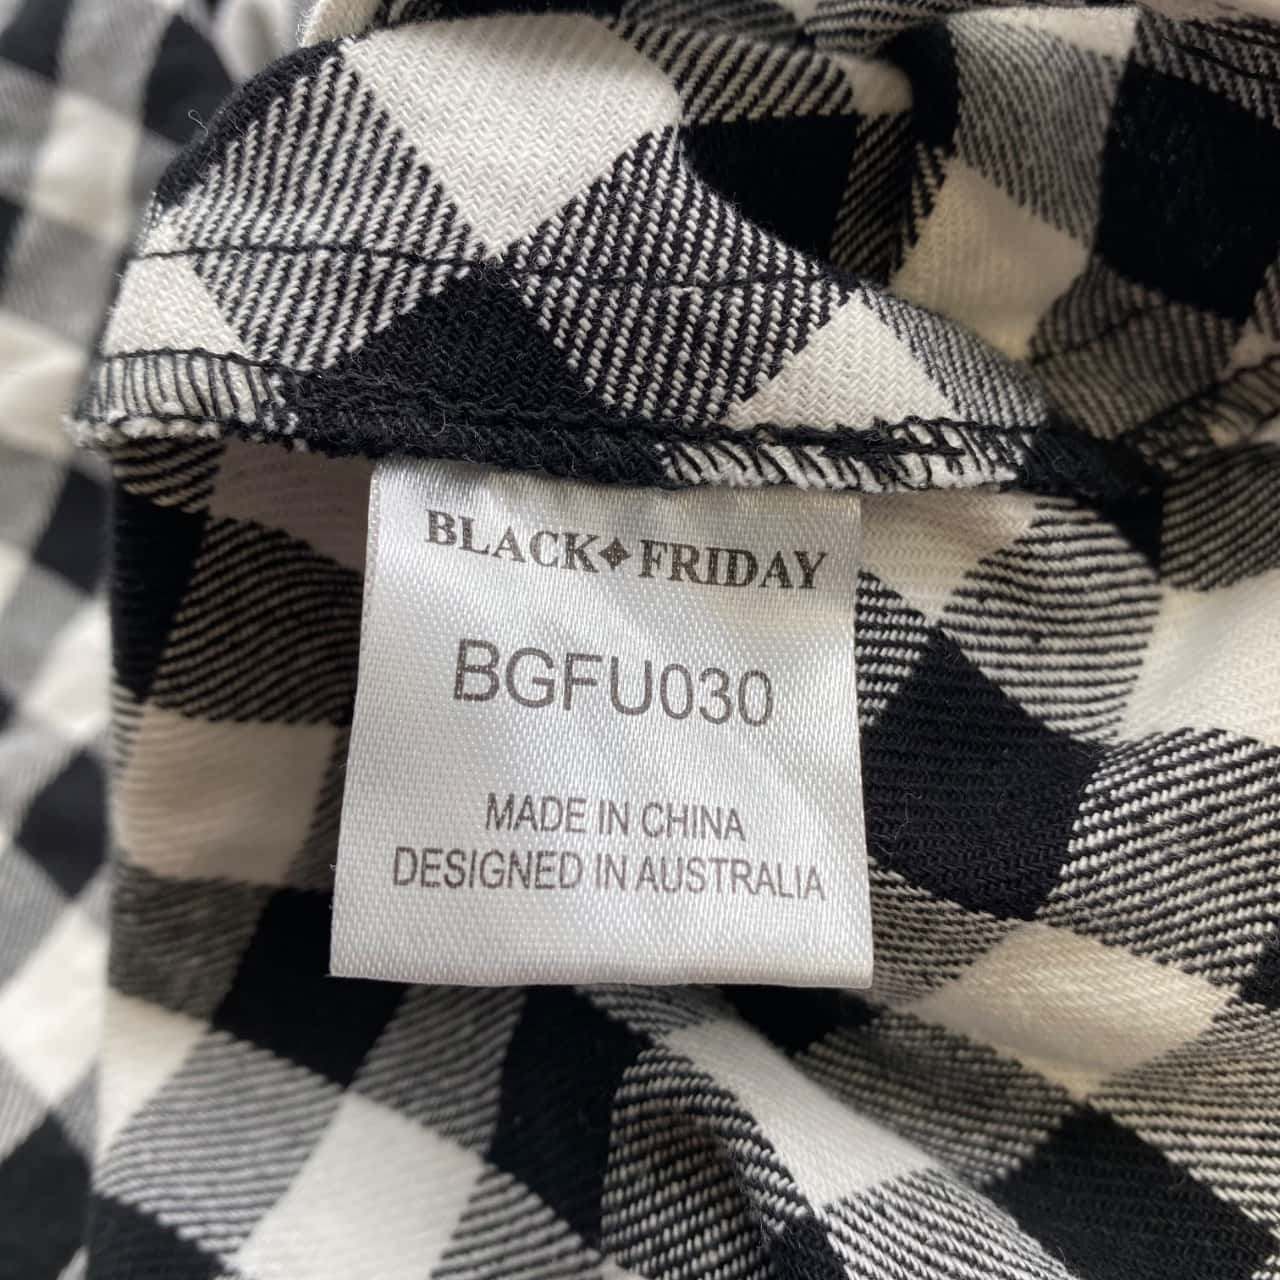 BLACK✦FRIDAY
BGFU030
MADE IN CHINA
DESIGNED IN AUSTRALIA